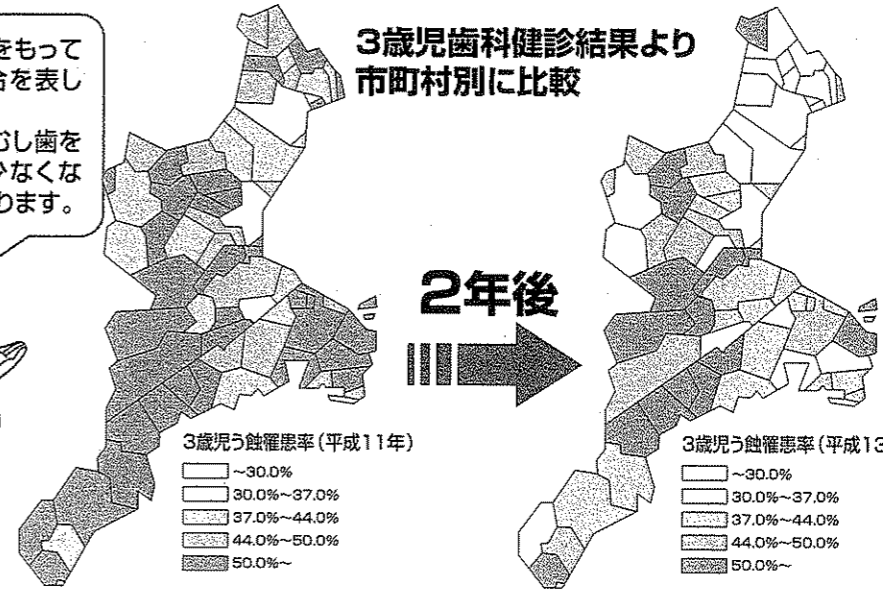 をもって
合を表し
むし歯を
少なくな
ります。
3歳児歯科健診結果より
市町村別に比較
2年後
3歳児う蝕罹患率(平成11年)
~30.0%
30.0%~37.0%
37.0%~44.0%
44.0%~50.0%
50.0%~
3歳児う蝕罹患率(平成13
~30.0%
30.0%~37.0%
37.0%~44.0%
44.0%~50.0%
50.0%~